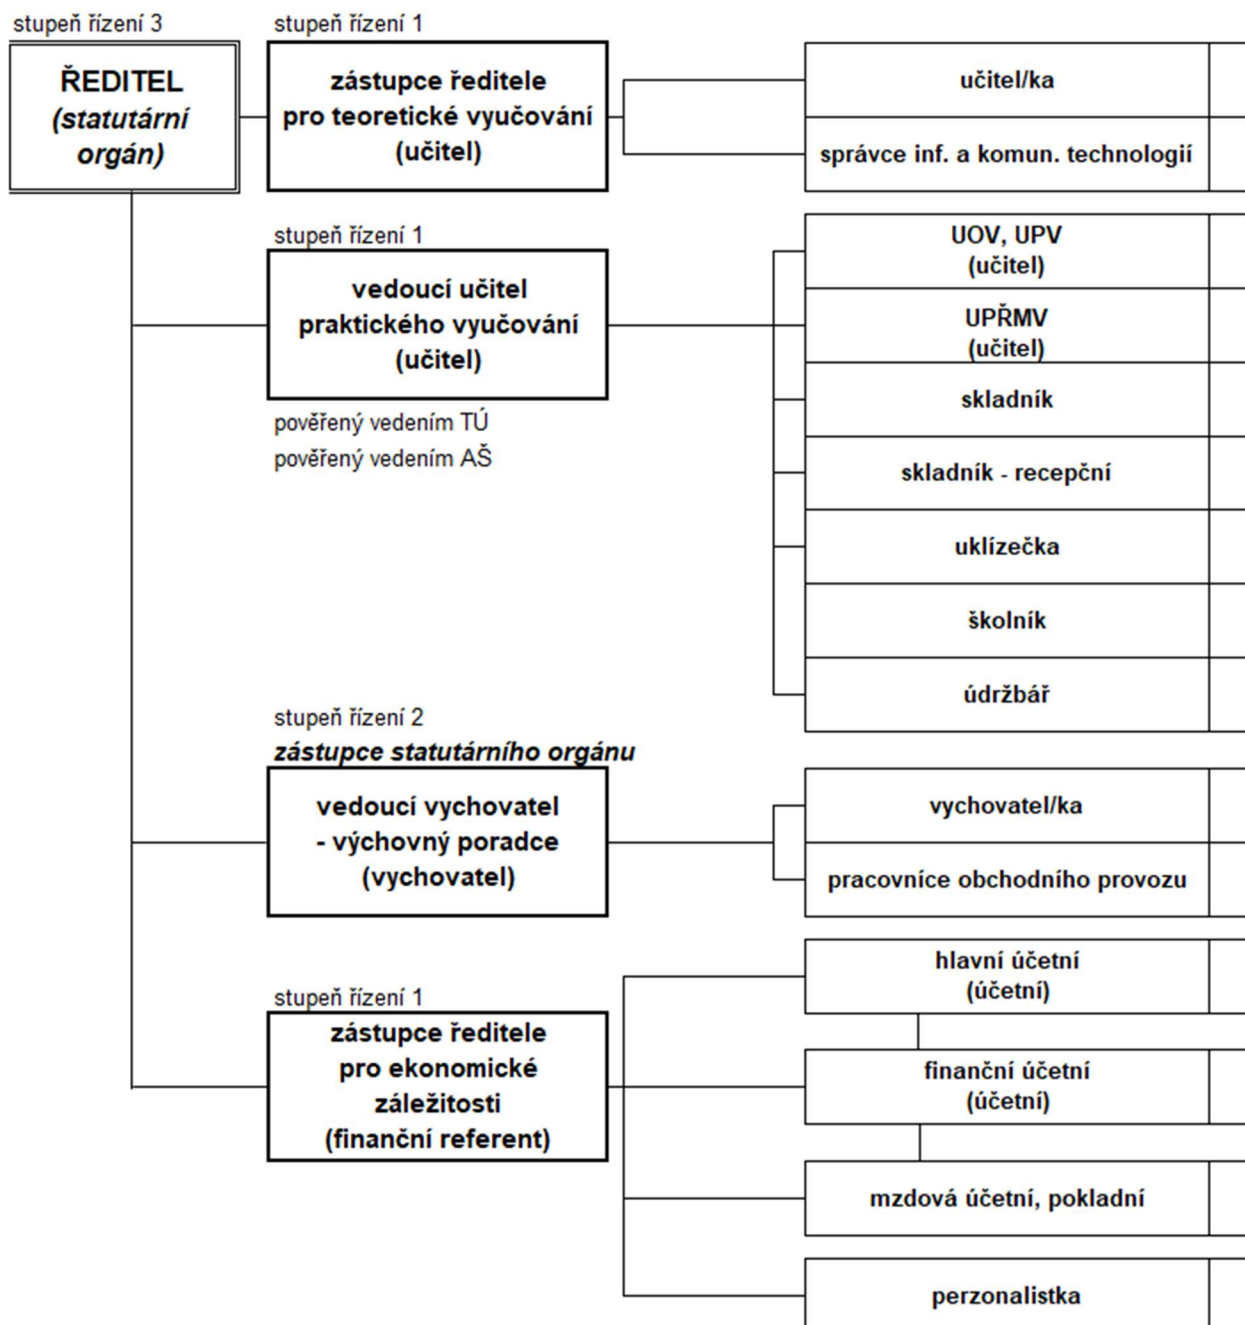 stupeň řízení 3
ŘEDITEL
(statutární
orgán)
stupeň řízení 1
zástupce ředitele
pro teoretické vyučování
(učitel)
učitel/ka
správce inf. a komun. technologií
stupeň řízení 1
vedoucí učitel
praktického vyučování
(učitel)
pověřený vedením TÚ
pověřený vedením AŠ
UOV, UPV
(učitel)
UPŘMV
(učitel)
skladník
skladník - recepční
uklízečka
školník
údržbář
stupeň řízení 2
zástupce statutárního orgánu
vedoucí vychovatel
- výchovný poradce
(vychovatel)
vychovatel/ka
pracovníce obchodního provozu
stupeň řízení 1
zástupce ředitele
pro ekonomické
záležitosti
(finanční referent)
hlavní účetní
(účetní)
finanční účetní
(účetní)
mzdová účetní, pokladní
perzonalistka